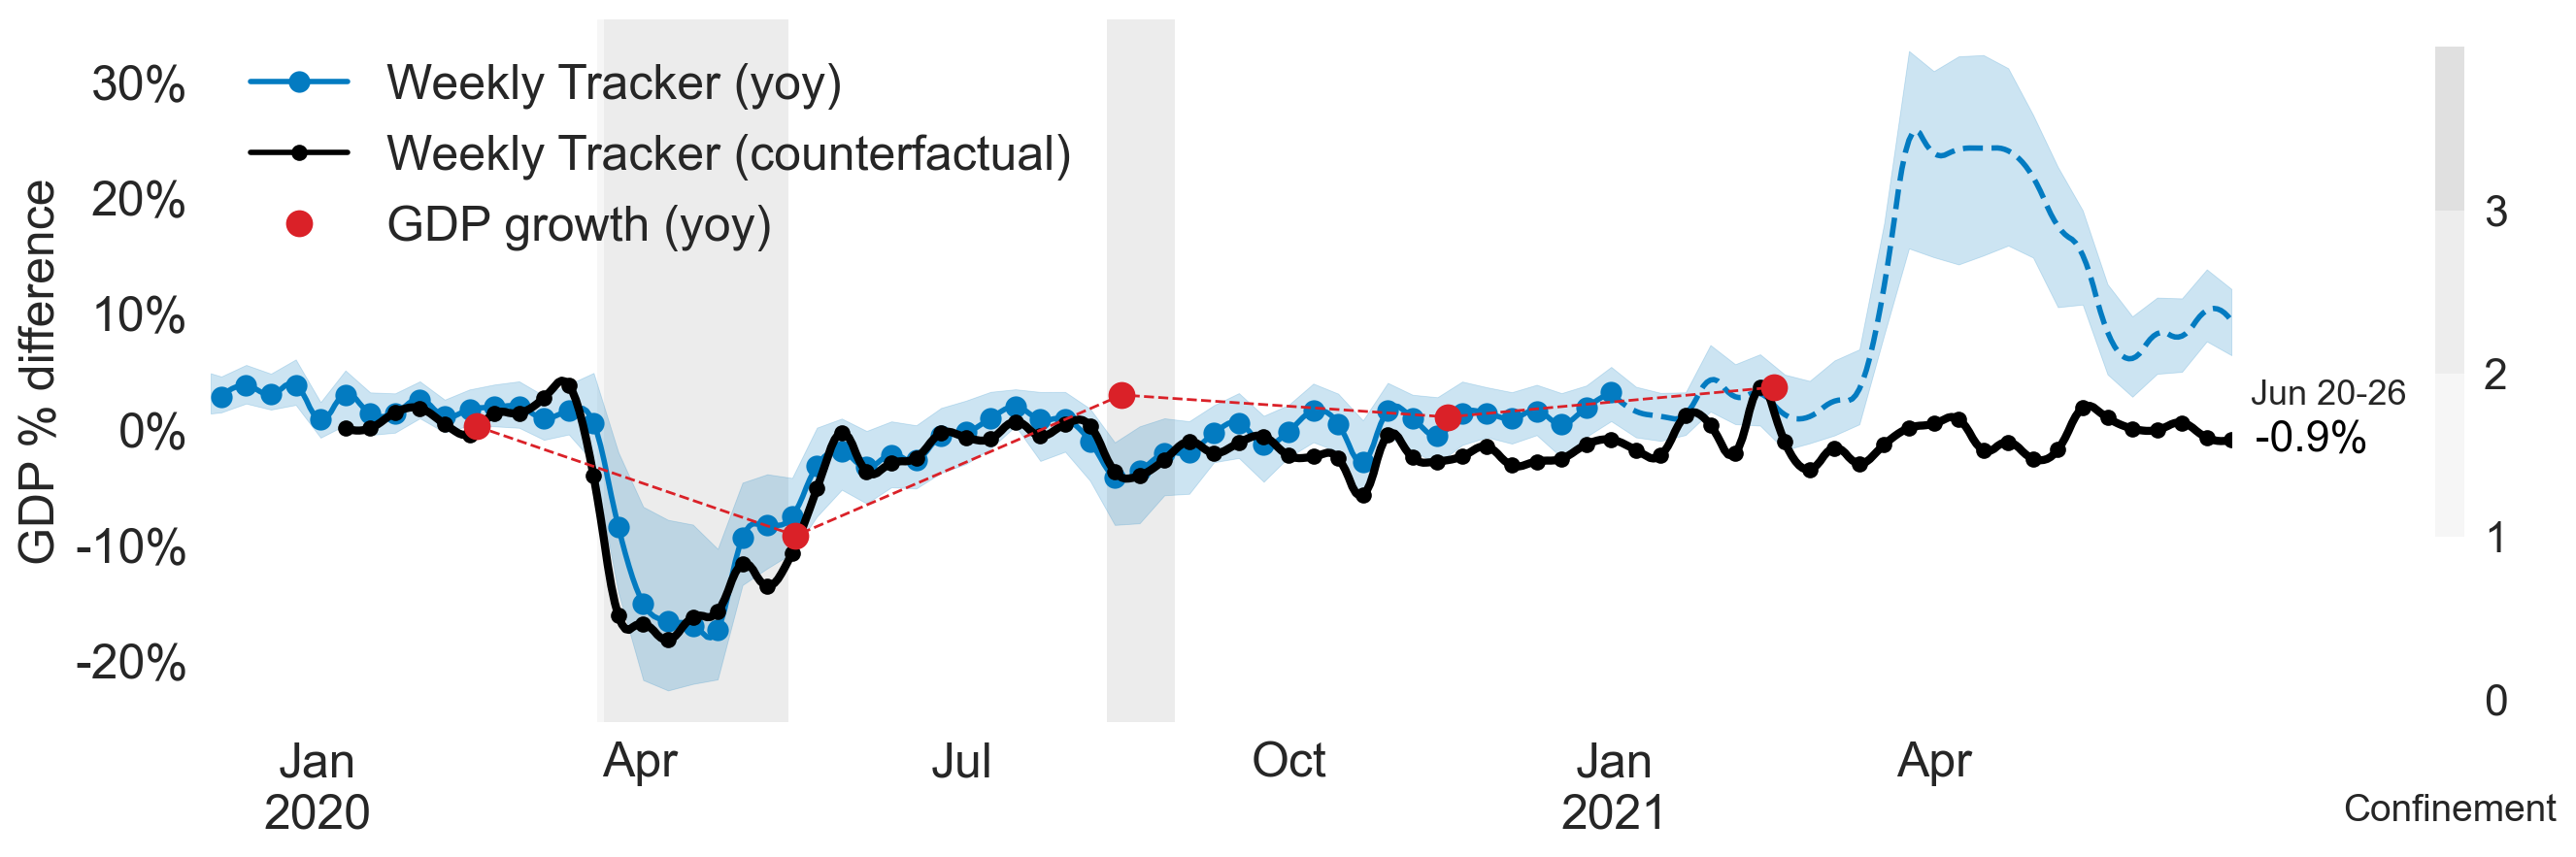 Weekly Tracker (yoy)
Weekly Tracker (counterfactual)
GDP growth (yoy)
GDP % difference
30%
20%
10%
0%
-10%
-20%
Jan
2020
Apr
Jul
Oct
Jan
2021
Apr
Jun 20-26
-0.9%
3
2
1
0
Confinement